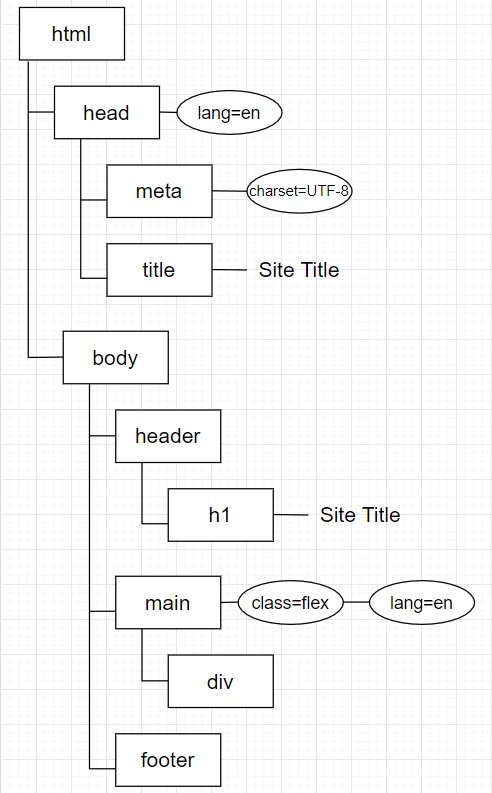 html
head
lang=en
meta
charset=UTF-8
title
Site Title
body
header
h1
Site Title
main
class=flex
lang=en
div
footer